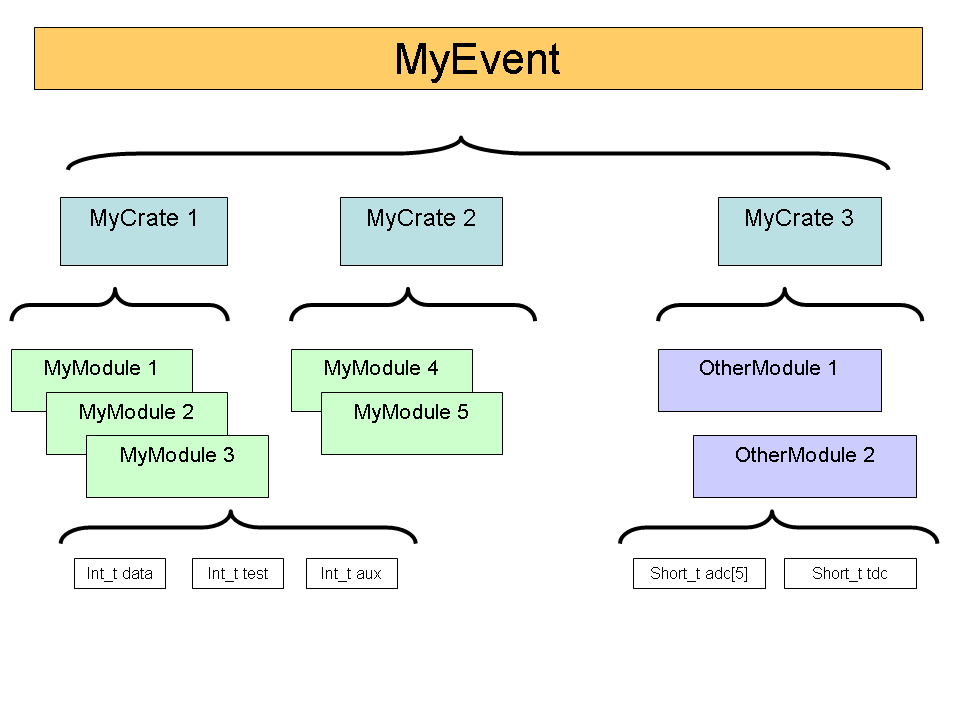 MyEvent
MyCrate 1
MyCrate 2
MyCrate 3
MyModule 1
MyModule 2
MyModule 3
MyModule 4
MyModule 5
OtherModule 1
OtherModule 2
Int_t data
Int_t test
Int_t aux
Short_t adc[5]
Short_t tdc